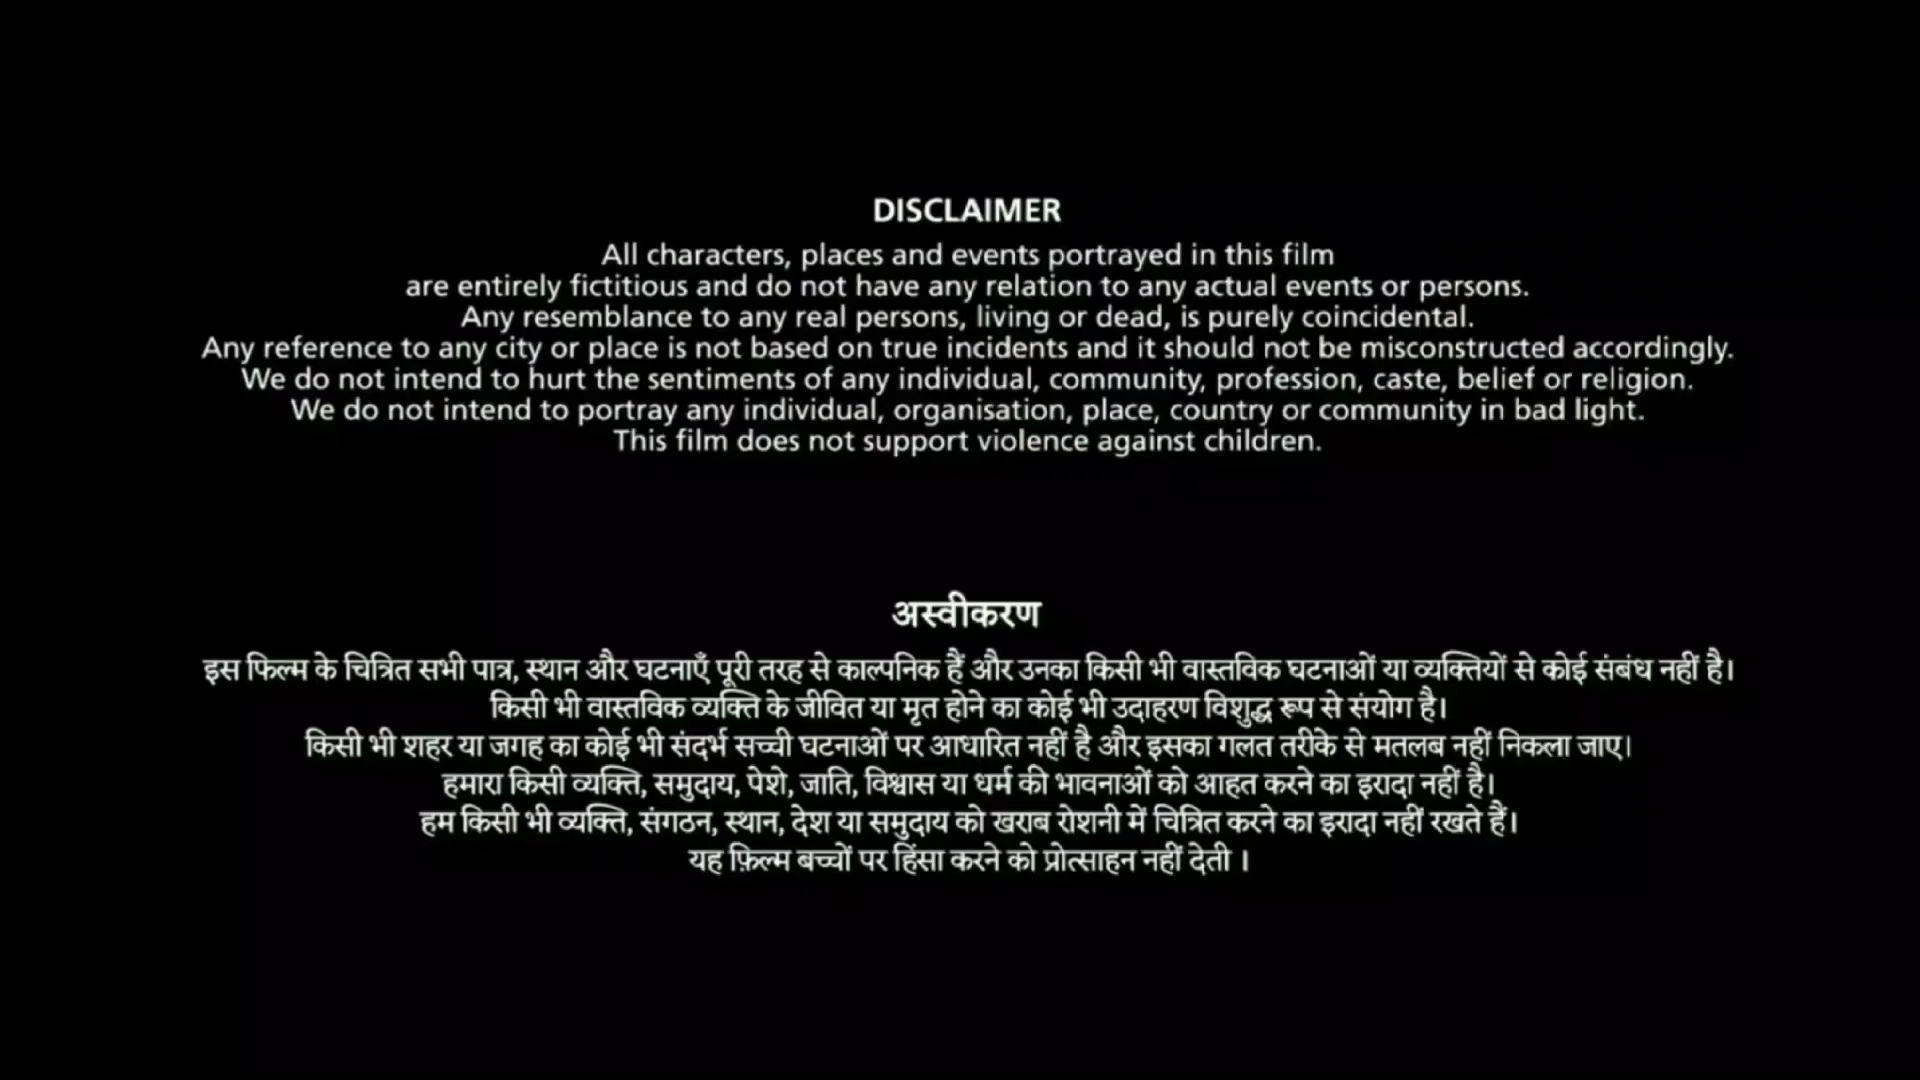 DISCLAIMER
All characters, places and events portrayed in this film
are entirely fictitious and do not have any relation to any actual events or persons.
Any resemblance to any real persons, living or dead, is purely coincidental.
Any reference to any city or place is not based on true incidents and it should not be misconstructed accordingly.
We do not intend to hurt the sentiments of any individual, community, profession, caste, belief or religion.
We do not intend to portray any individual, organisation, place, country or community in bad light.
This film does not support violence against children.
अस्वीकरण
इस फिल्म के चित्रित सभी पात्र, स्थान और घटनाएँ पूरी तरह से काल्पनिक हैं और उनका किसी भी वास्तविक घटनाओं या व्यक्तियों से कोई संबंध नहीं है।
किसी भी वास्तविक व्यक्ति के जीवित या मृत होने का कोई भी उदाहरण विशुद्ध रूप से संयोग है।
किसी भी शहर या जगह का कोई भी संदर्भ सच्ची घटनाओं पर आधारित नहीं है और इसका गलत तरीके से मतलब नहीं निकला जाए।
हमारा किसी व्यक्ति, समुदाय, पेशे, जाति, विश्वास या धर्म की भावनाओं को आहत करने का इरादा नहीं है।
हम किसी भी व्यक्ति, संगठन, स्थान, देश या समुदाय को खराब रोशनी में चित्रित करने का इरादा नहीं रखते हैं।
यह फ़िल्म बच्चों पर हिंसा करने को प्रोत्साहन नहीं देती ।